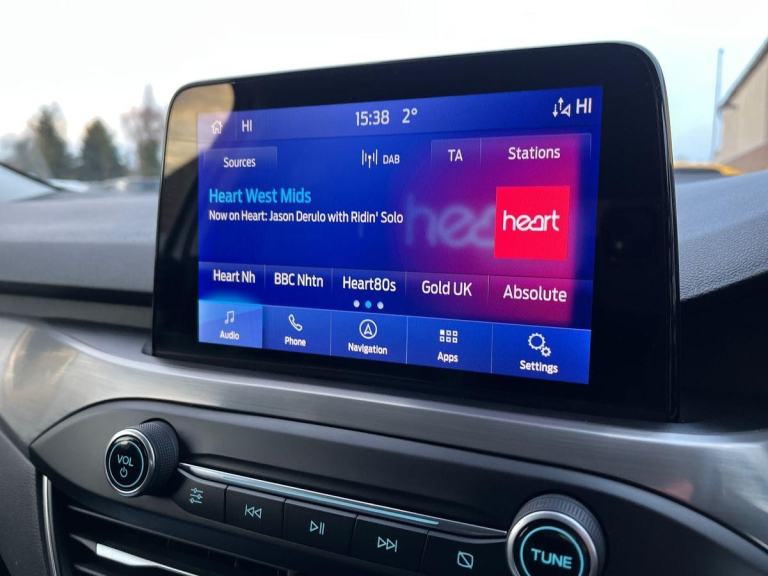 HI 15:38 2° HI
Sources DAB TA Stations
Heart West Mids
Now on Heart: Jason Derulo with Ridin' Solo
heart
Heart Nh BBC Nhtn Heart80s Gold UK Absolute
Audio Phone Navigation Apps Settings
VOL
TUNE